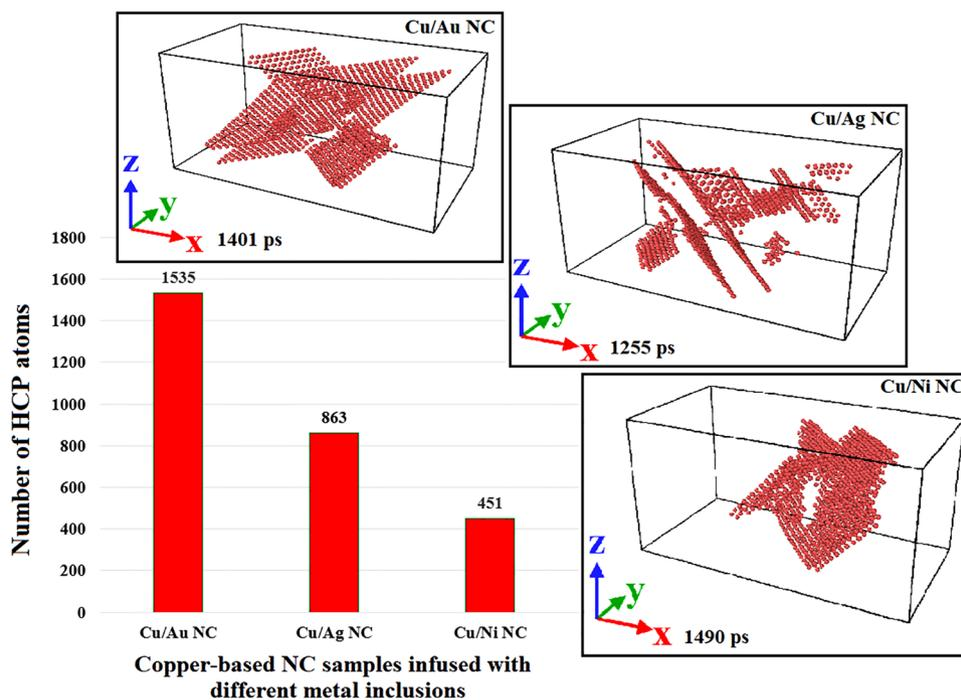 Cu/Au NC
z
y
x
1401 ps
Cu/Ag NC
z
y
x
1255 ps
Cu/Ni NC
z
y
x
1490 ps
Number of HCP atoms
1800
1600
1400
1200
1000
800
600
400
200
0
1535
863
451
Cu/Au NC
Cu/Ag NC
Cu/Ni NC
Copper-based NC samples infused with
different metal inclusions